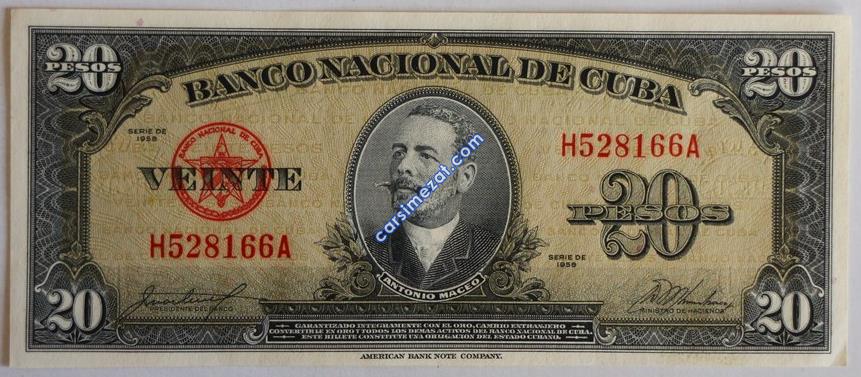 20 PESOS
20 PESOS
BANCO NACIONAL DE CUBA
SERIE DE
1958
BANCO NACIONAL DE CUBA
VEINTE
H528166A
H528166A
20 PESOS
SERIE DE
1958
carsimezat.com
ANTONIO MACEO
20
20
PRESIDENTE DEL BANCO
MINISTRO DE HACIENDA
GARANTIZADO INTEGRAMENTE CON EL ORO, CAMBIO EXTRANJERO
CONVERTIBLE EN ORO Y TODOS LOS DEMAS ACTIVOS DEL BANCO NACIONAL DE CUBA.
ESTE BILLETE CONSTITUYE UNA OBLIGACION DEL ESTADO CUBANO.
AMERICAN BANK NOTE COMPANY.